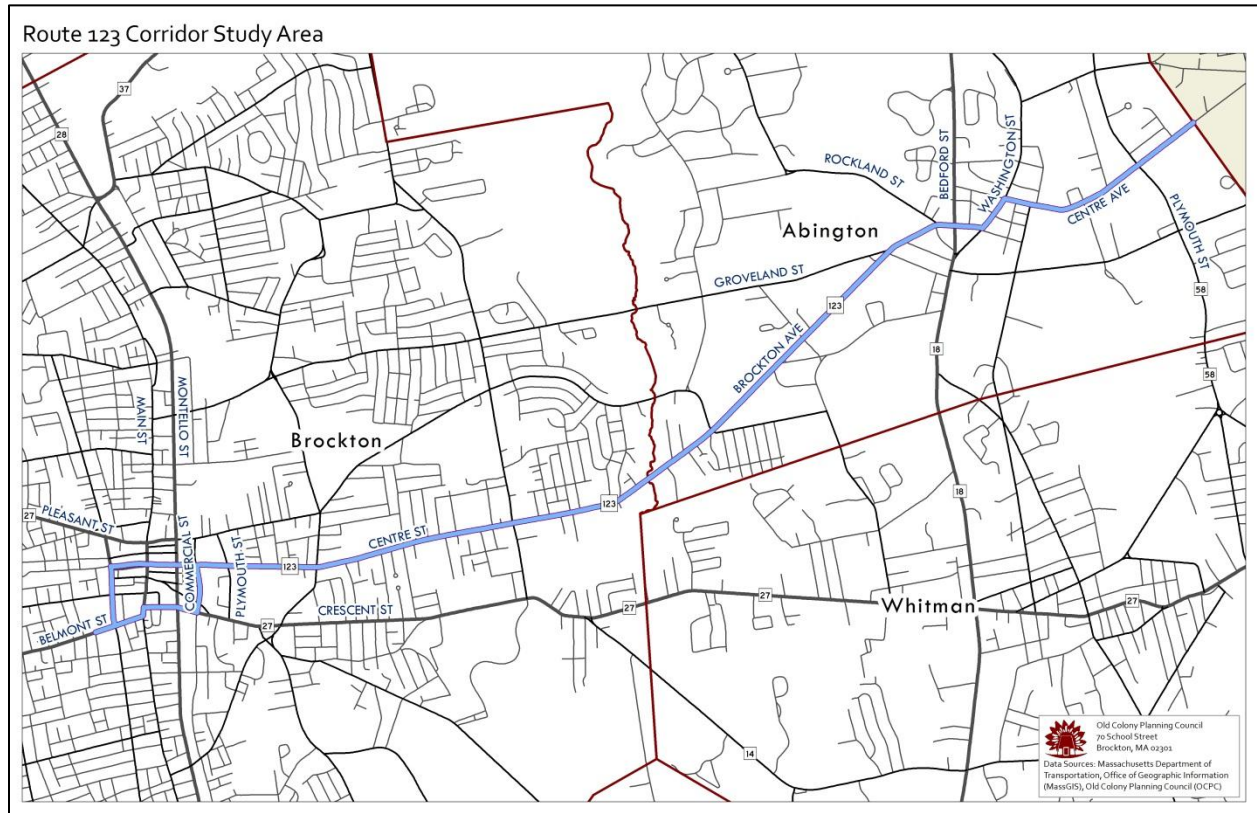 Route 123 Corridor Study Area
37
28
ROCKLAND ST
BEDFORD ST
WASHINGTON ST
CENTRE AVE
PLYMOUTH ST
Abington
GROVELAND ST
58
123
BROCKTON AVE
18
58
MAIN ST
MONTELLO ST
Brockton
18
27
PLEASANT ST
123
CENTRE ST
COMMERCIAL ST
PLYMOUTH ST
123
BELMONT ST
CRESCENT ST
27
27
27
Whitman
27
14
Old Colony Planning Council
70 School Street
Brockton, MA 02301
Data Sources: Massachusetts Department of
Transportation, Office of Geographic Information
(MassGIS), Old Colony Planning Council (OCPC)